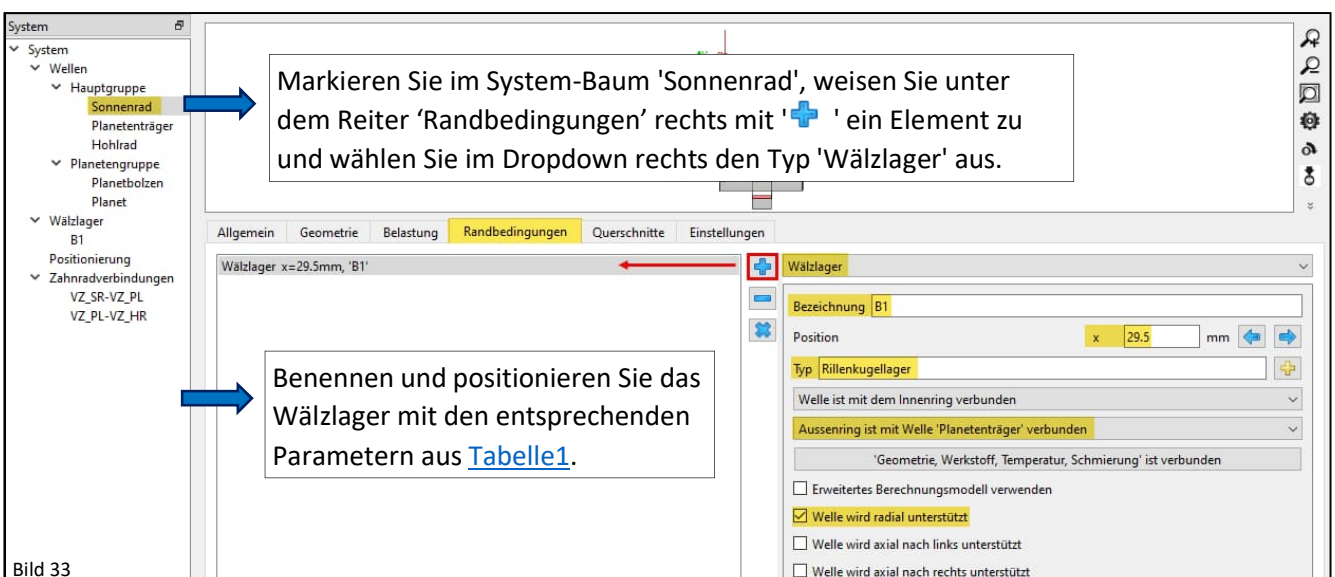 System
System
Wellen
Hauptgruppe
Sonnenrad
Planetenträger
Hohlrad
Planetengruppe
Planetbolzen
Planet
Wälzlager
B1
Positionierung
Zahnradverbindungen
VZ_SR-VZ_PL
VZ_PL-VZ_HR
Markieren Sie im System-Baum 'Sonnenrad', weisen Sie unter
dem Reiter ‘Randbedingungen’ rechts mit ' ' ein Element zu
und wählen Sie im Dropdown rechts den Typ 'Wälzlager' aus.
Allgemein Geometrie Belastung Randbedingungen Querschnitte Einstellungen
Wälzlager x=29.5mm, 'B1'
Benennen und positionieren Sie das
Wälzlager mit den entsprechenden
Parametern aus Tabelle1.
Wälzlager
Bezeichnung B1
Position x 29.5 mm
Typ Rillenkugellager
Welle ist mit dem Innenring verbunden
Aussenring ist mit Welle 'Planetenträger' verbunden
'Geometrie, Werkstoff, Temperatur, Schmierung' ist verbunden
Erweitertes Berechnungsmodell verwenden
Welle wird radial unterstützt
Welle wird axial nach links unterstützt
Welle wird axial nach rechts unterstützt
Bild 33